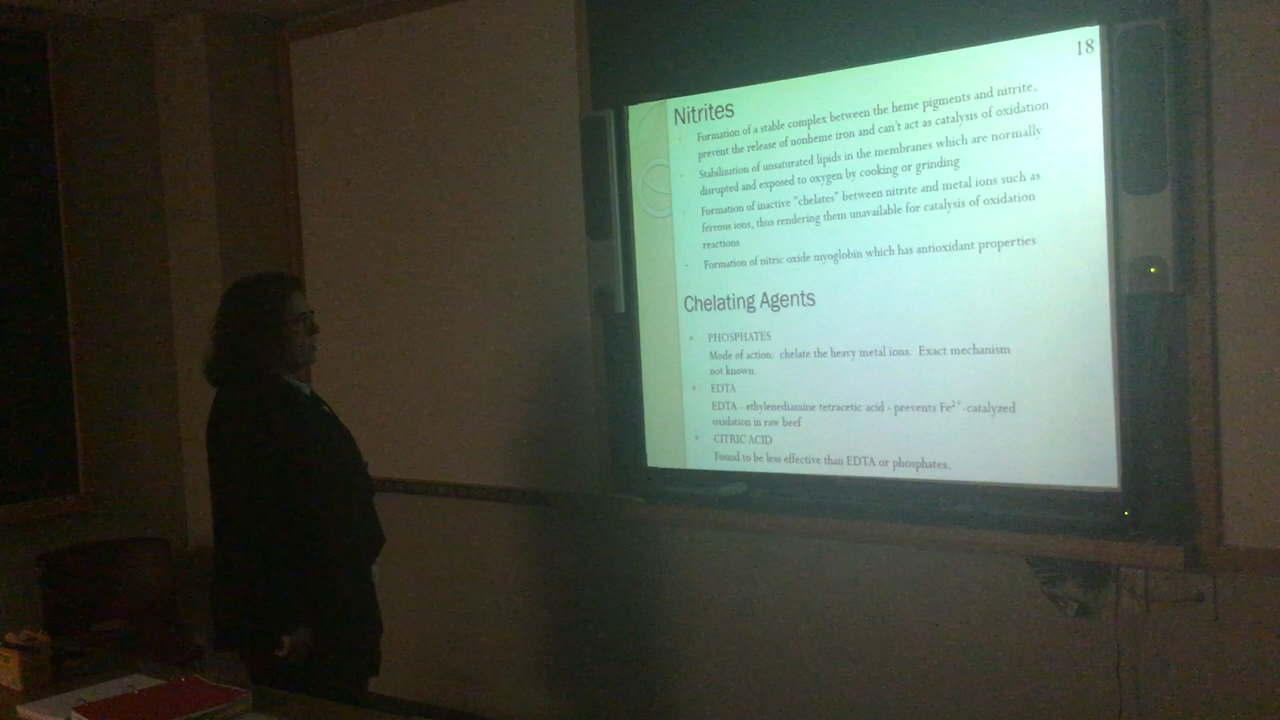 18
Nitrites
Formation of a stable complex between the heme pigments and nitrite,
prevent the release of nonheme iron and can't act as catalysis of oxidation
Stabilization of unsaturated lipids in the membranes which are normally
disrupted and exposed to oxygen by cooking or grinding
Formation of inactive "chelates" between nitrite and metal ions such as
ferrous ions, thus rendering them unavailable for catalysis of oxidation
reactions
Formation of nitric oxide myoglobin which has antioxidant properties
Chelating Agents
PHOSPHATES
Mode of action: chelate the heavy metal ions. Exact mechanism
not known.
EDTA
EDTA - ethylenediamine tetracetic acid - prevents Fe²⁺-catalyzed
oxidation in raw beef
CITRIC ACID
Found to be less effective than EDTA or phosphates.